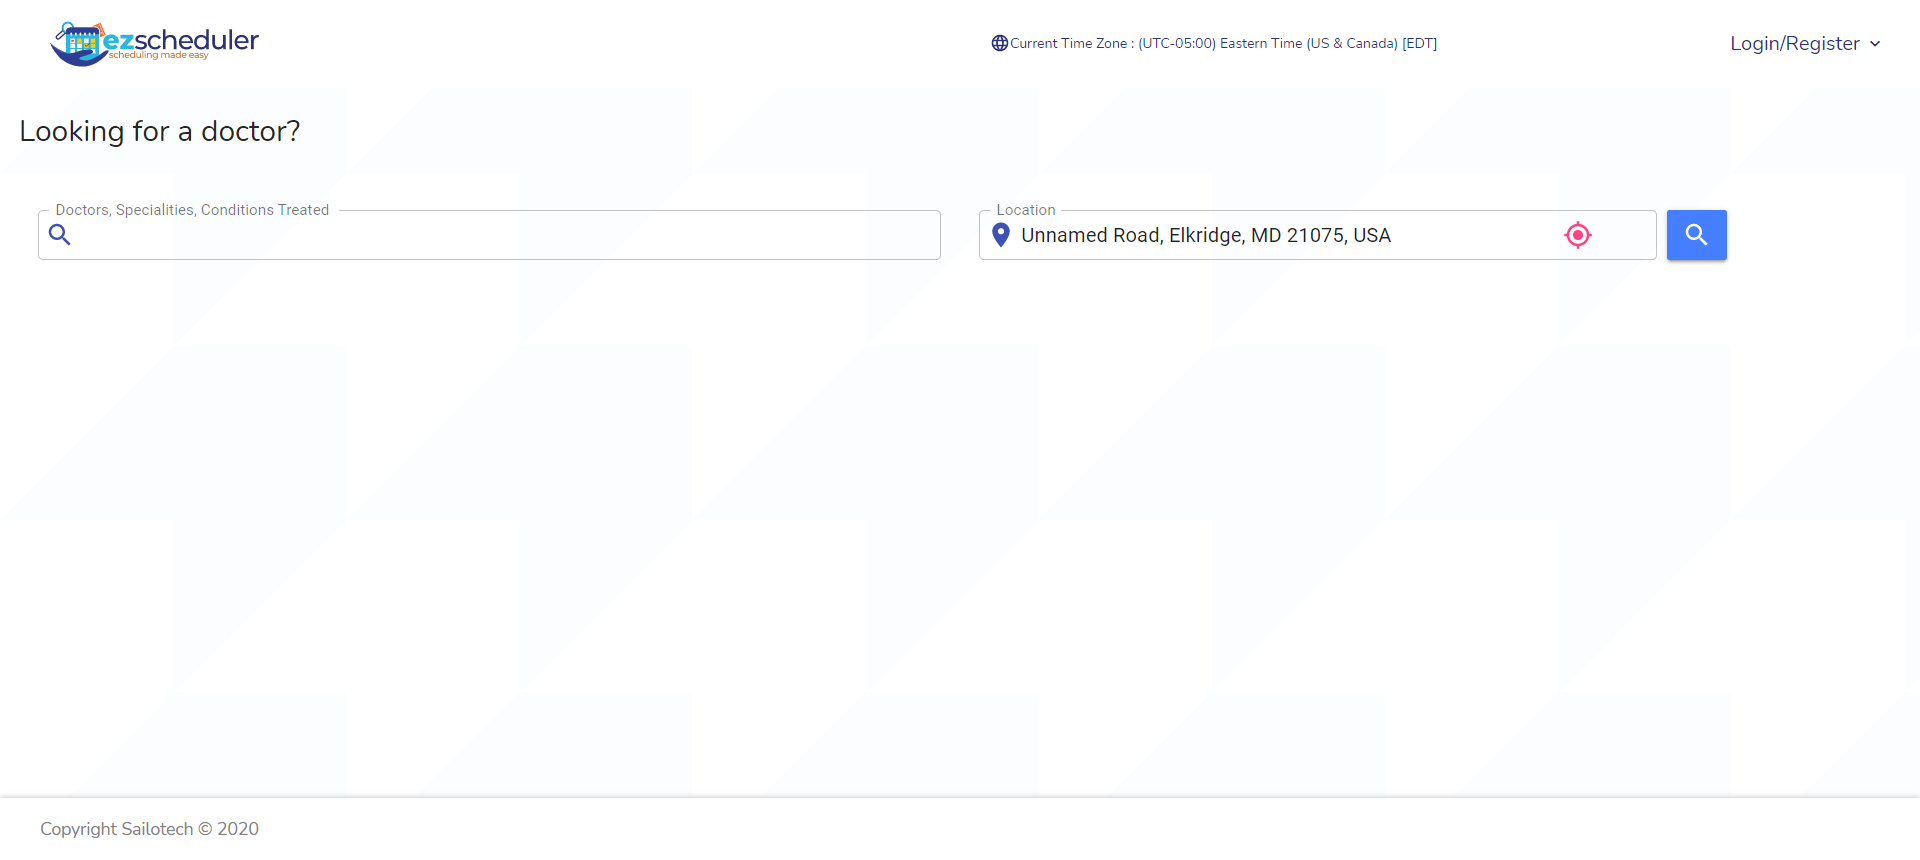 ezscheduler
scheduling made easy
Current Time Zone : (UTC-05:00) Eastern Time (US & Canada) [EDT]
Login/Register
Looking for a doctor?
Doctors, Specialities, Conditions Treated
Location
Unnamed Road, Elkridge, MD 21075, USA
Copyright Sailotech © 2020